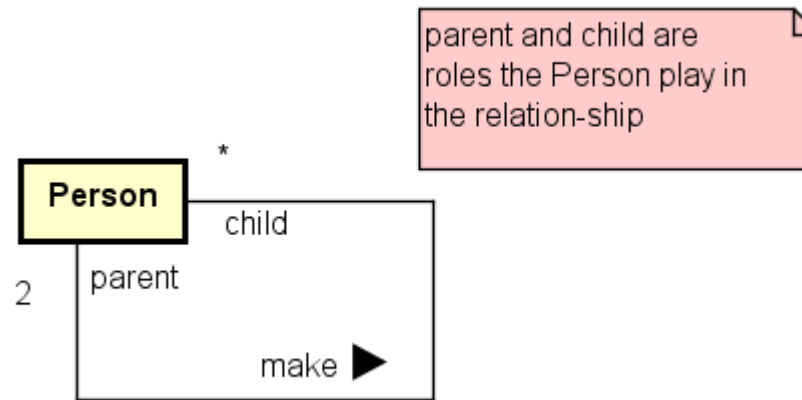 parent and child are
roles the Person play in
the relation-ship
*
Person
child
parent
2
make